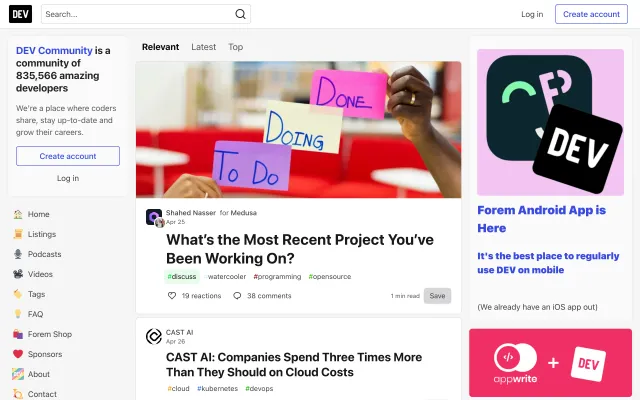 DEV
Search...
Log in
Create account
DEV Community is a
community of
835,566 amazing
developers
We're a place where coders
share, stay up-to-date and
grow their careers.
Create account
Log in
Home
Listings
Podcasts
Videos
Tags
FAQ
Forem Shop
Sponsors
About
Contact
Relevant
Latest
Top
DONE
DOING
TO DO
Shahed Nasser for Medusa
Apr 25
What's the Most Recent Project You've
Been Working On?
#discuss #watercooler #programming #opensource
19 reactions
38 comments
1 min read
Save
CAST AI
Apr 26
CAST AI: Companies Spend Three Times More
Than They Should on Cloud Costs
#cloud #kubernetes #devops
DEV
Forem Android App is
Here
It's the best place to regularly
use DEV on mobile
(We already have an iOS app out)
appwrite
+
DEV